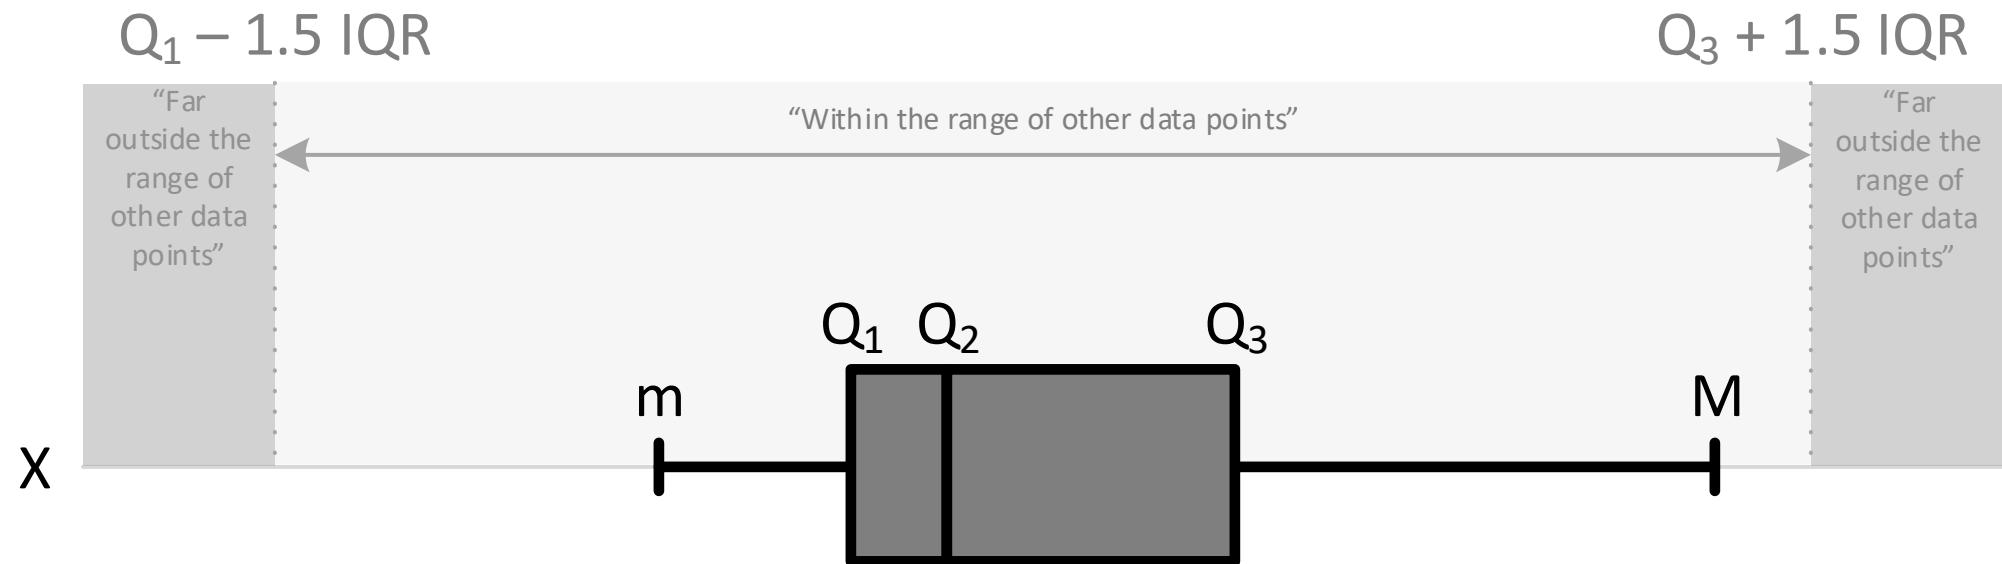 Q₁ – 1.5 IQR
Q₃ + 1.5 IQR
“Far
outside the
range of
other data
points”
“Within the range of other data points”
“Far
outside the
range of
other data
points”
Q₁
Q₂
Q₃
m
M
X